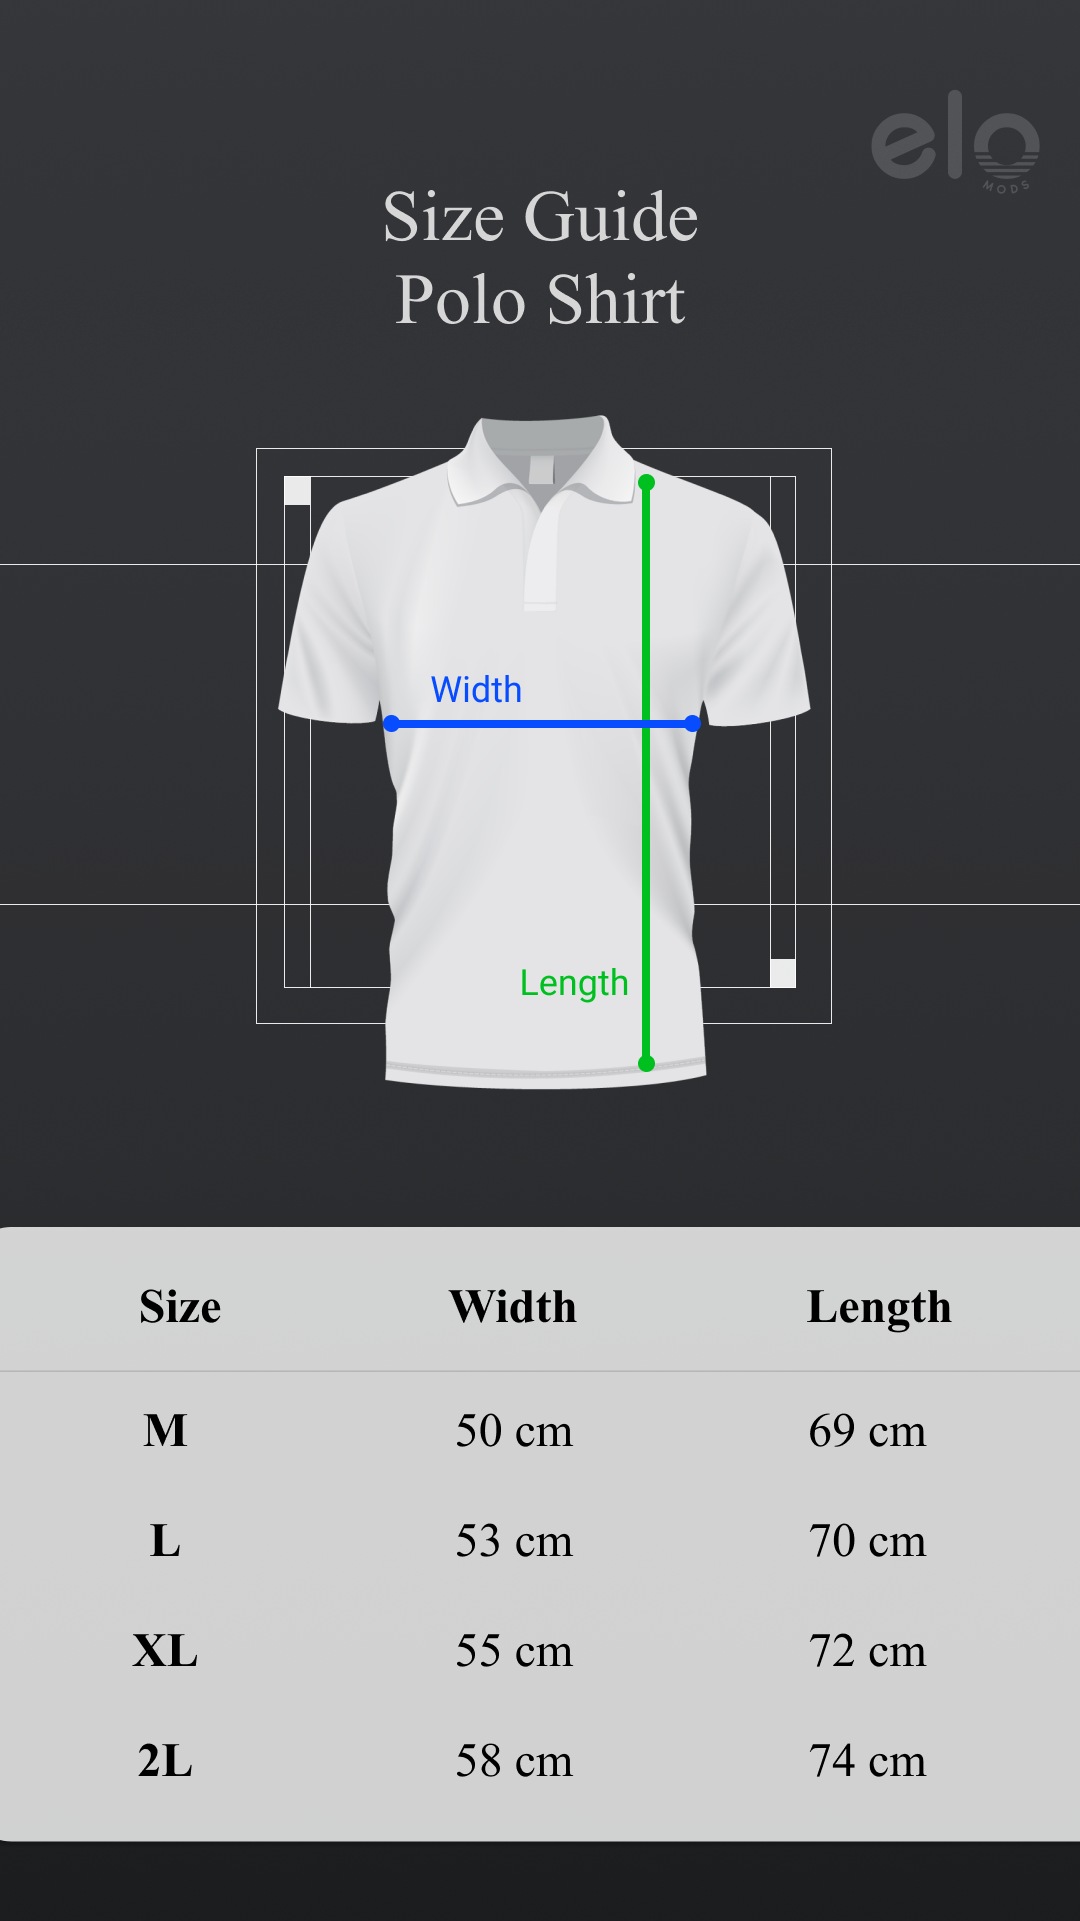 elo
MODS
Size Guide
Polo Shirt
Width
Length
Size Width Length
M 50 cm 69 cm
L 53 cm 70 cm
XL 55 cm 72 cm
2L 58 cm 74 cm